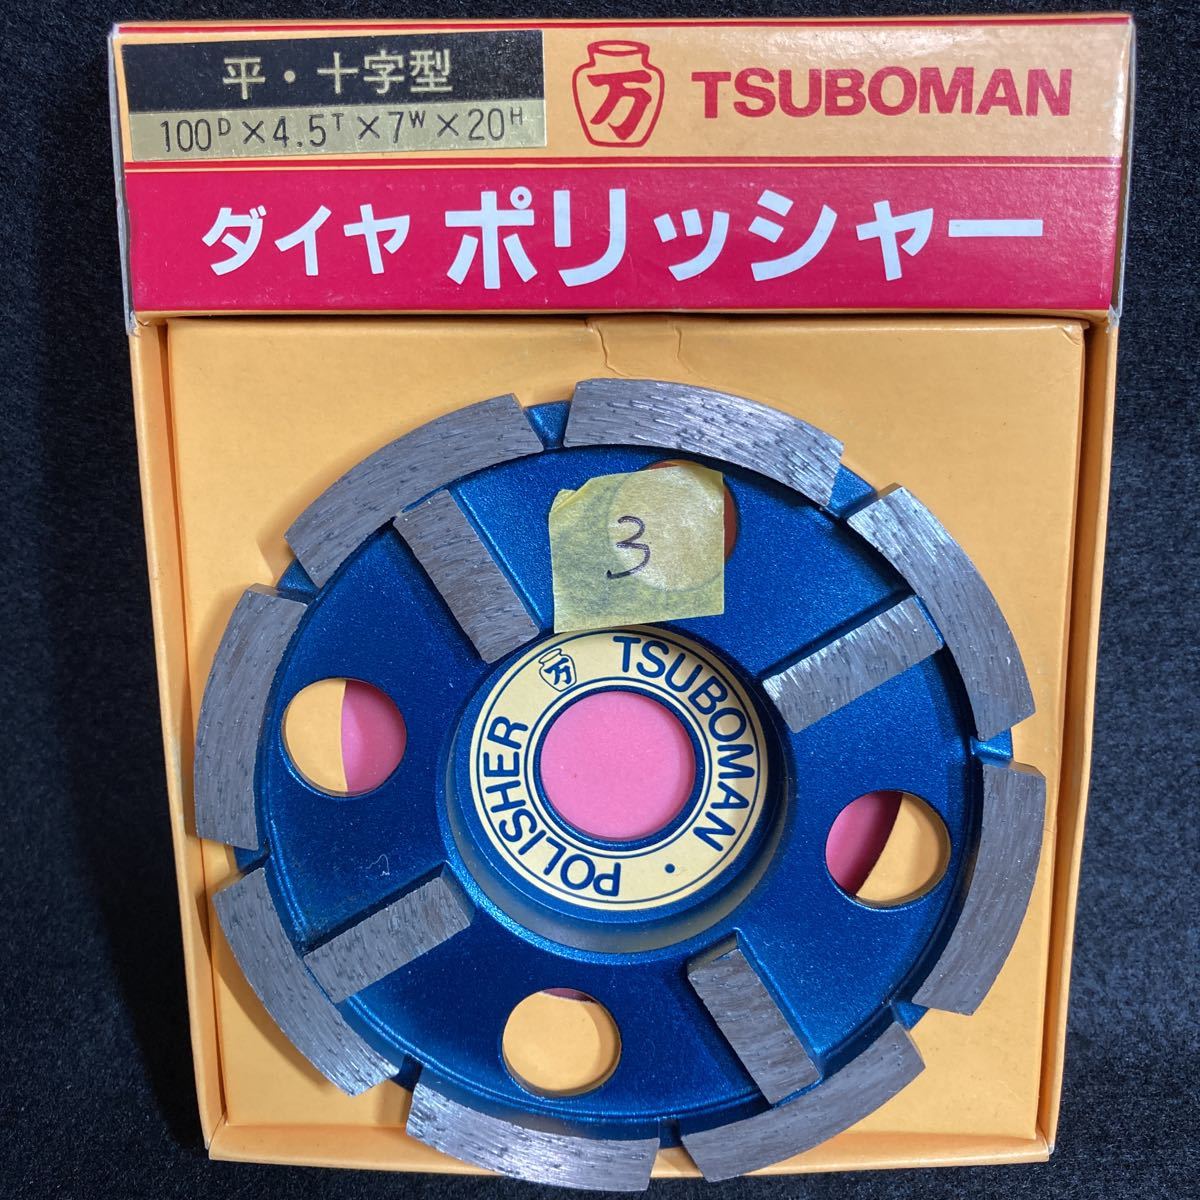 平・十字型
100ᴰ×4.5ᵀ×7ᵂ×20ᴴ
万 TSUBOMAN
ダイヤ ポリッシャー
3
万 TSUBOMAN・
POLISHER